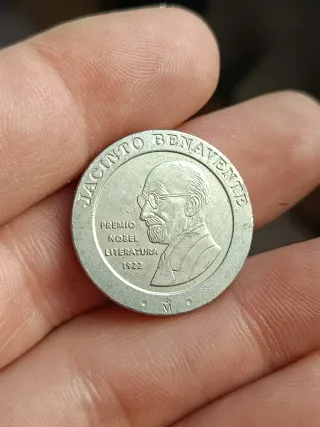 JACINTO BENAVENTE
PREMIO
NOBEL
LITERATURA
1922
M